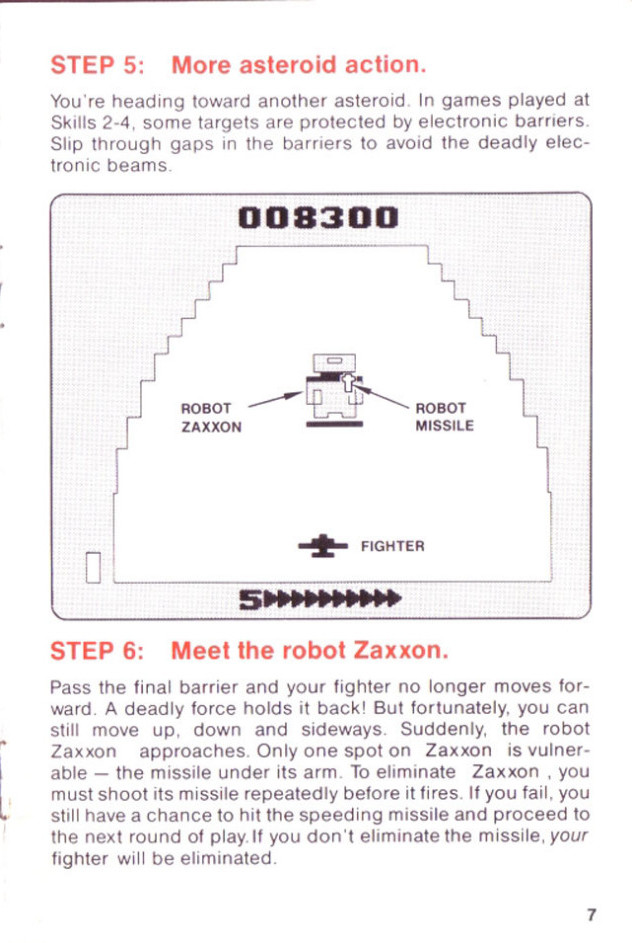 STEP 5: More asteroid action.
You're heading toward another asteroid. In games played at
Skills 2-4, some targets are protected by electronic barriers.
Slip through gaps in the barriers to avoid the deadly elec-
tronic beams.
008300
ROBOT
ZAXXON
ROBOT
MISSILE
FIGHTER
5
STEP 6: Meet the robot Zaxxon.
Pass the final barrier and your fighter no longer moves for-
ward. A deadly force holds it back! But fortunately, you can
still move up, down and sideways. Suddenly, the robot
Zaxxon approaches. Only one spot on Zaxxon is vulner-
able — the missile under its arm. To eliminate Zaxxon , you
must shoot its missile repeatedly before it fires. If you fail, you
still have a chance to hit the speeding missile and proceed to
the next round of play. If you don't eliminate the missile, your
fighter will be eliminated.
7